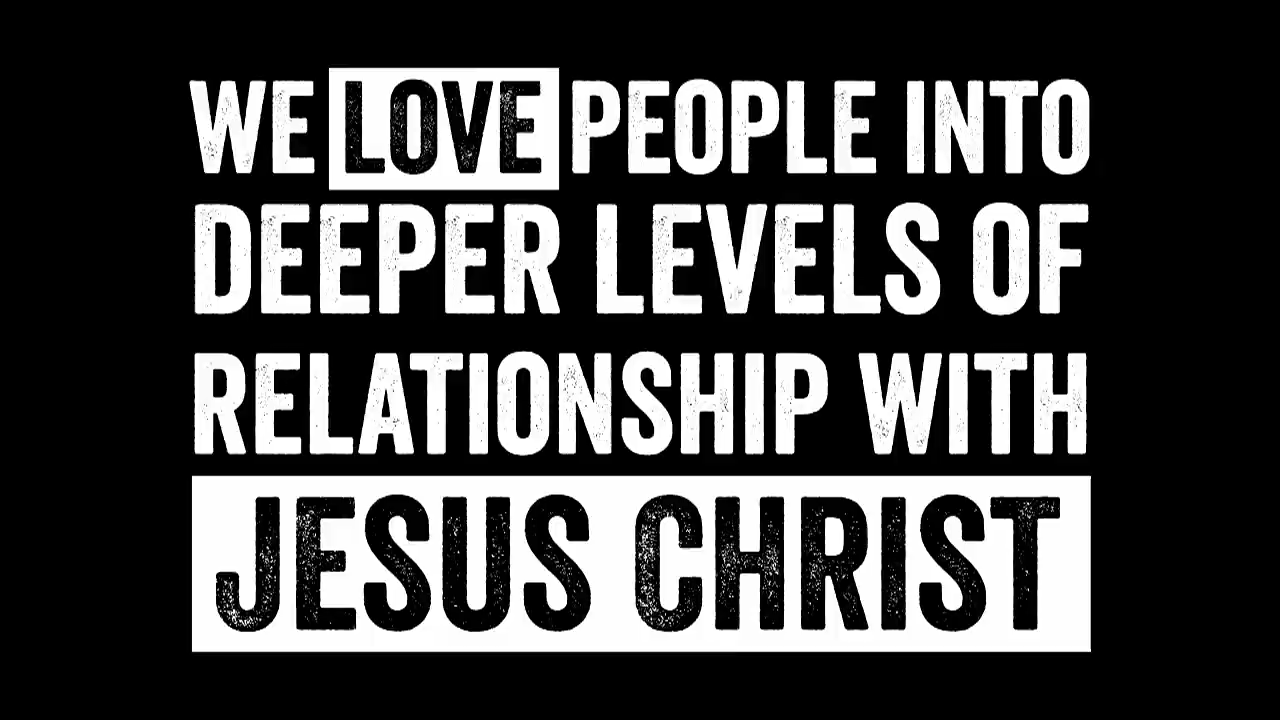 WE LOVE PEOPLE INTO
DEEPER LEVELS OF
RELATIONSHIP WITH
JESUS CHRIST